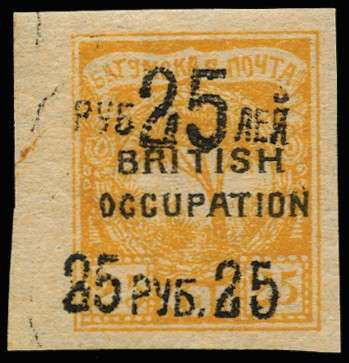 БАТУМСКАЯ ПОЧТА
РУБ 25 ЛЕЙ
BRITISH
OCCUPATION
25 РУБ. 25